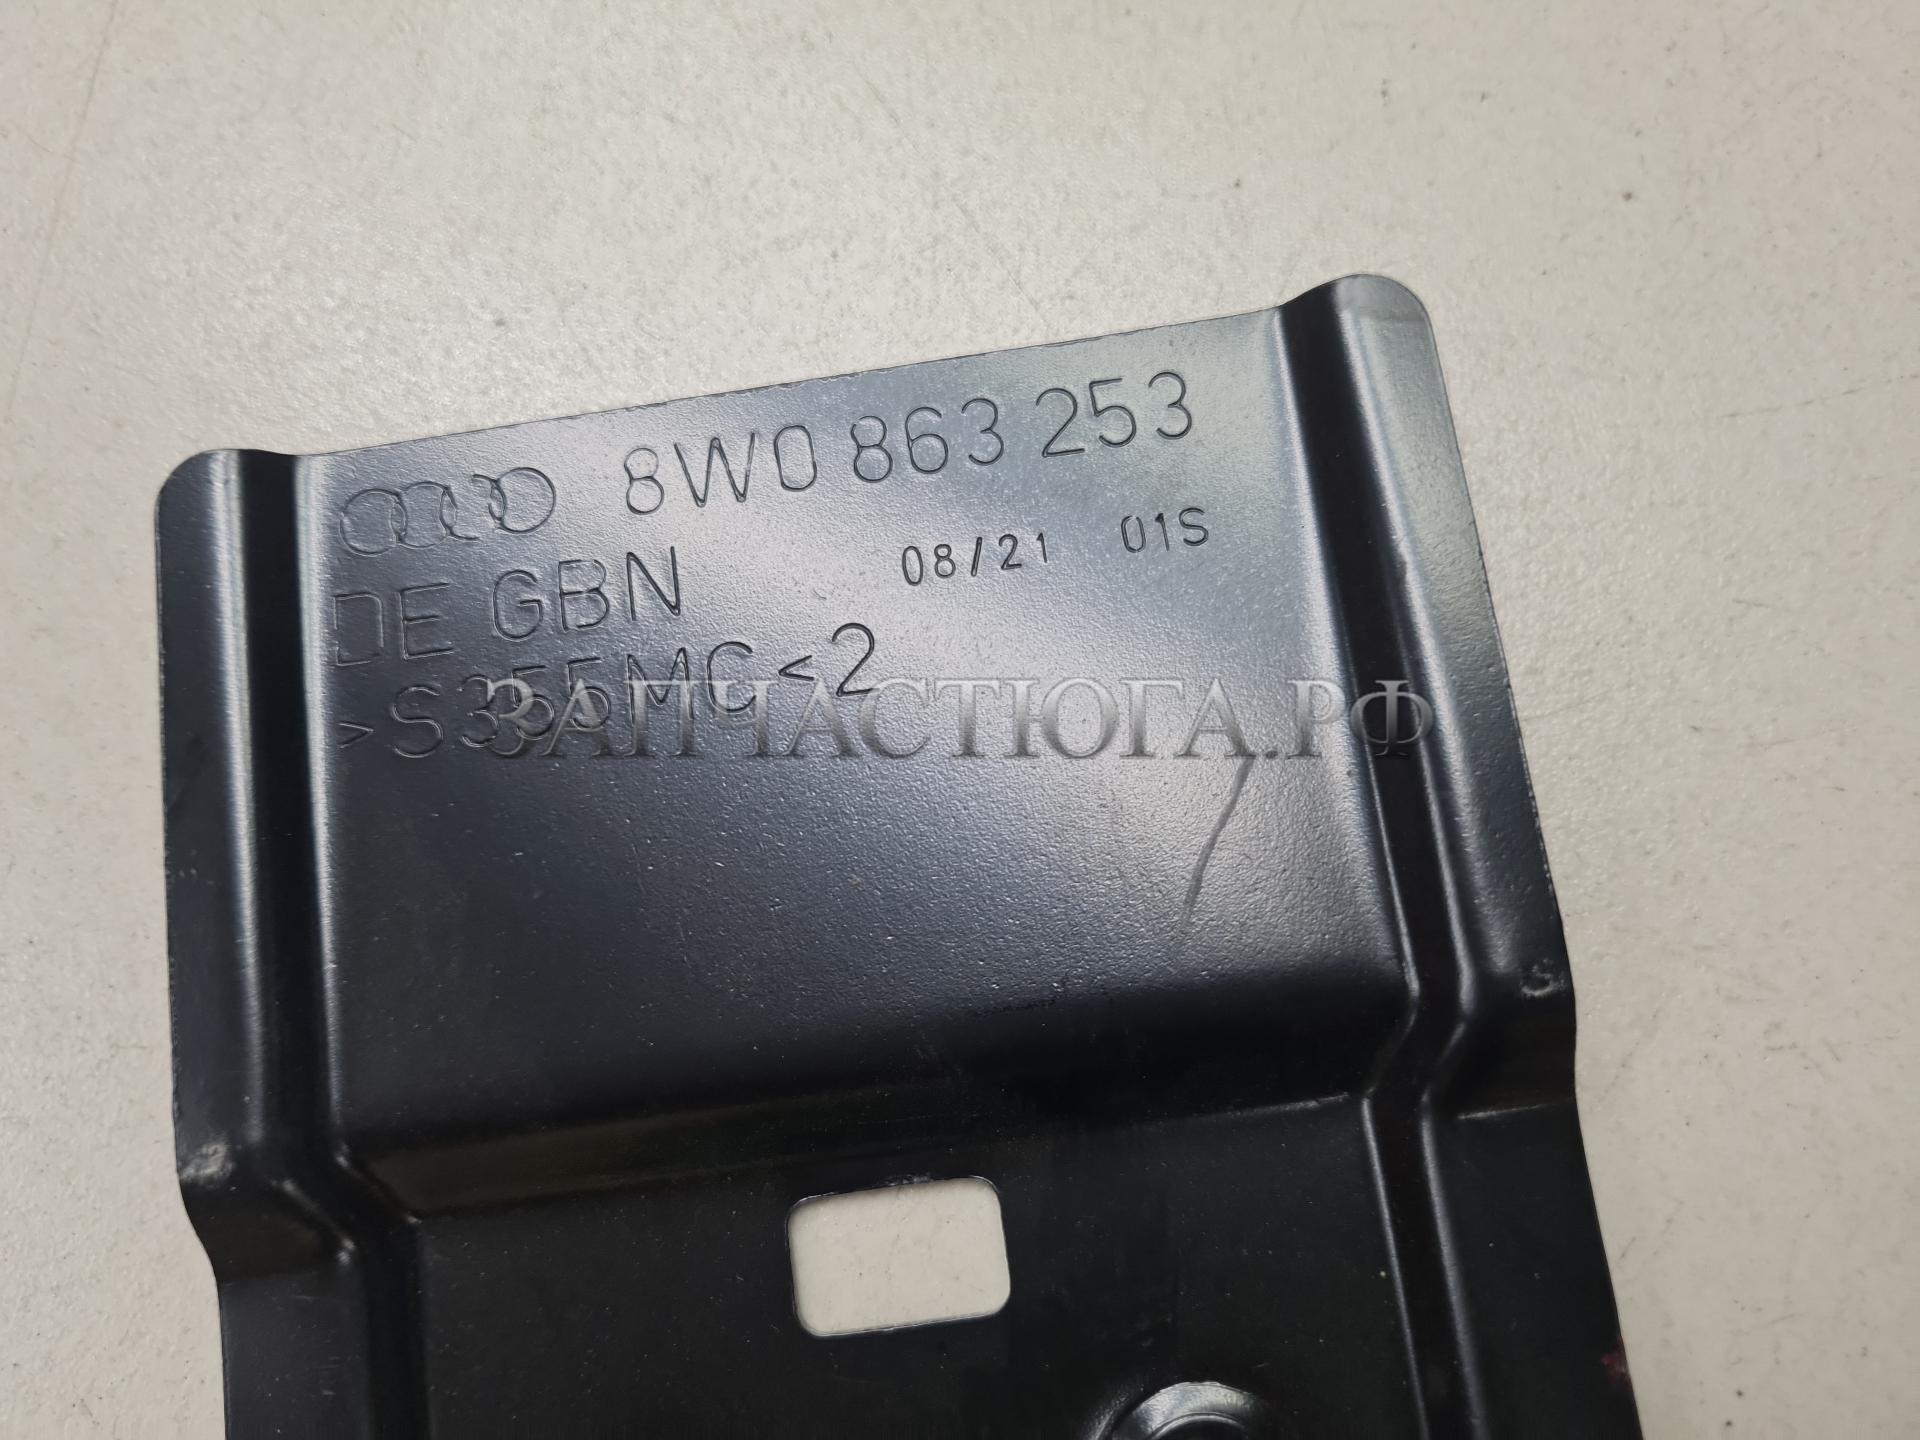 8W0 863 253
DE GBN 08/21 01S
>S355MC<2
ЗАПЧАСТЮГА.РФ